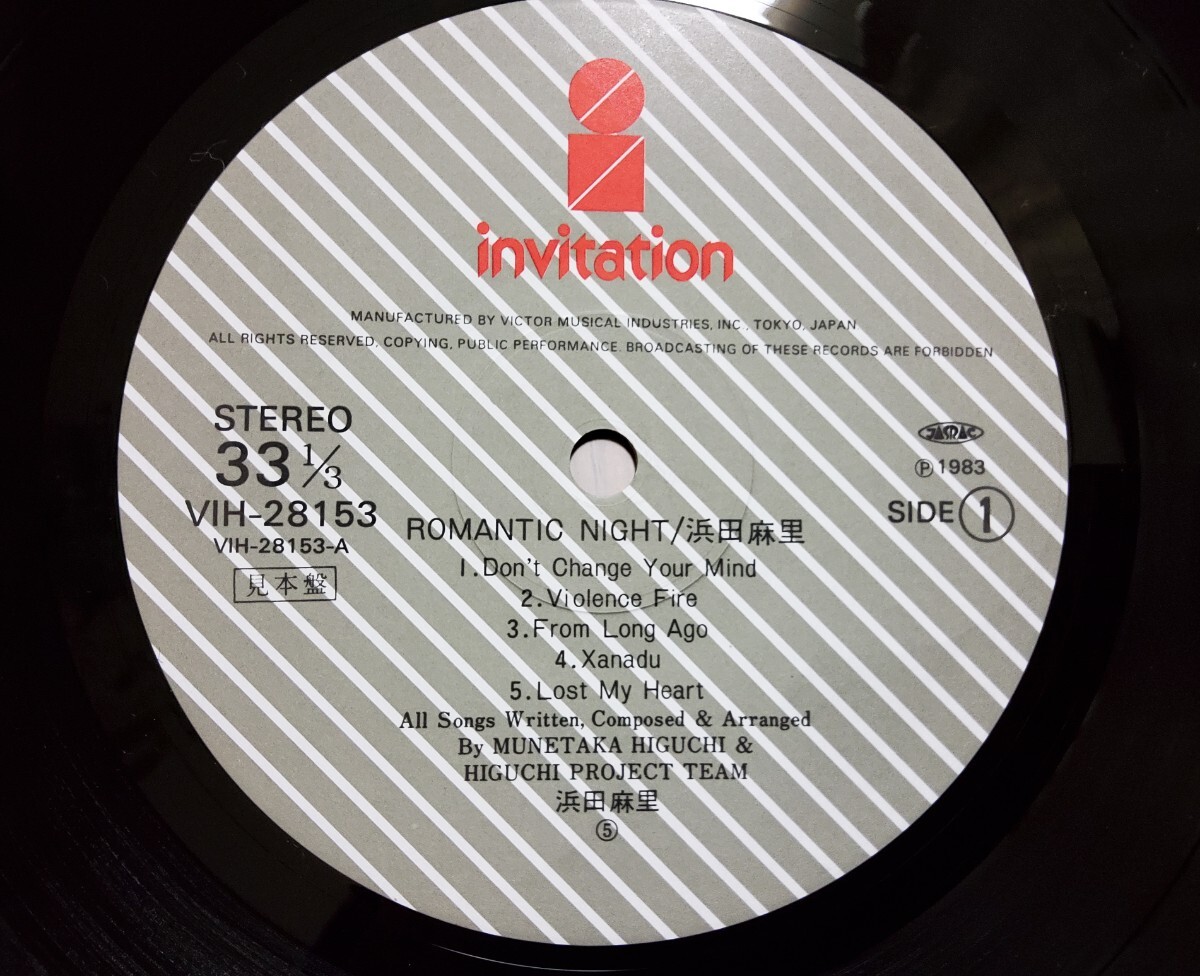 invitation
MANUFACTURED BY VICTOR MUSICAL INDUSTRIES, INC., TOKYO, JAPAN
ALL RIGHTS RESERVED. COPYING, PUBLIC PERFORMANCE. BROADCASTING OF THESE RECORDS ARE FORBIDDEN
STEREO
33 1/3
VIH-28153
VIH-28153-A
見本盤
JASRAC
Ⓟ1983
SIDE ①
ROMANTIC NIGHT/浜田麻里
1.Don't Change Your Mind
2.Violence Fire
3.From Long Ago
4.Xanadu
5.Lost My Heart
All Songs Written, Composed & Arranged
By MUNETAKA HIGUCHI &
HIGUCHI PROJECT TEAM
浜田麻里
⑤